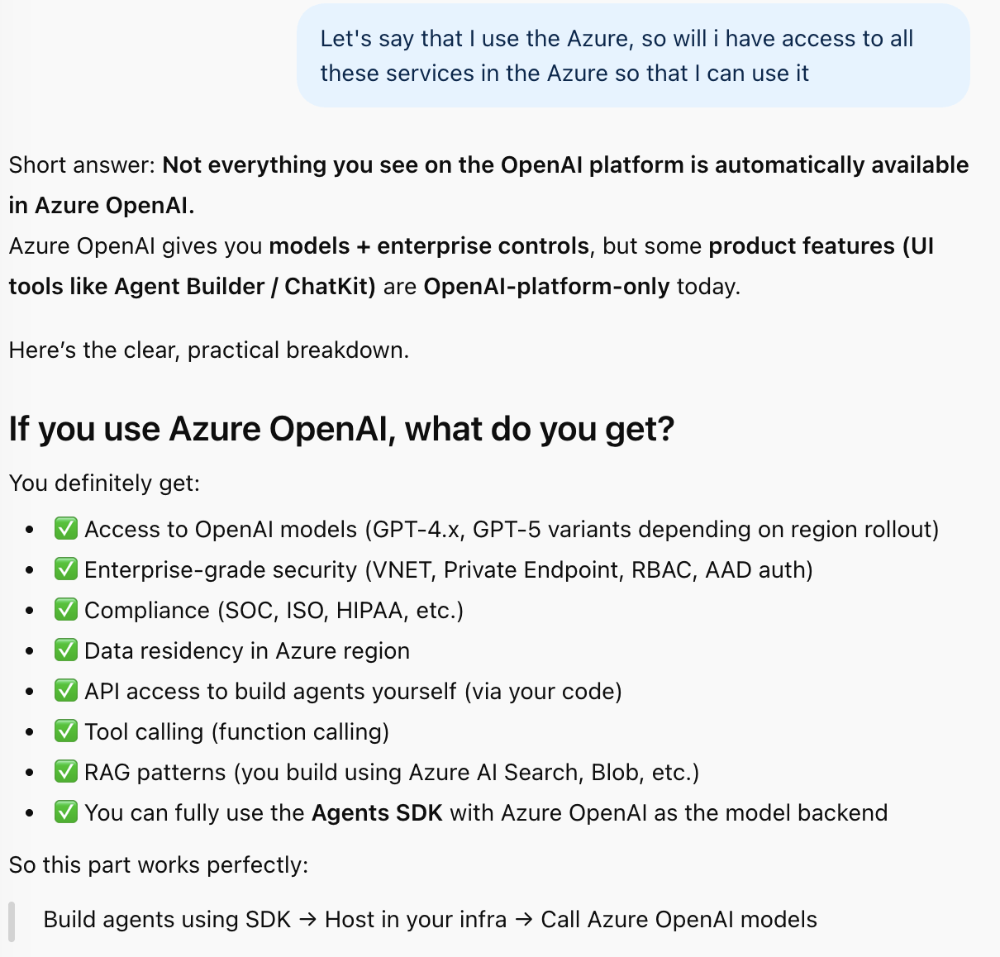 Let's say that I use the Azure, so will i have access to all
these services in the Azure so that I can use it
Short answer: Not everything you see on the OpenAI platform is automatically available
in Azure OpenAI.
Azure OpenAI gives you models + enterprise controls, but some product features (UI
tools like Agent Builder / ChatKit) are OpenAI-platform-only today.
Here’s the clear, practical breakdown.
If you use Azure OpenAI, what do you get?
You definitely get:
• ✅ Access to OpenAI models (GPT-4.x, GPT-5 variants depending on region rollout)
• ✅ Enterprise-grade security (VNET, Private Endpoint, RBAC, AAD auth)
• ✅ Compliance (SOC, ISO, HIPAA, etc.)
• ✅ Data residency in Azure region
• ✅ API access to build agents yourself (via your code)
• ✅ Tool calling (function calling)
• ✅ RAG patterns (you build using Azure AI Search, Blob, etc.)
• ✅ You can fully use the Agents SDK with Azure OpenAI as the model backend
So this part works perfectly:
Build agents using SDK → Host in your infra → Call Azure OpenAI models